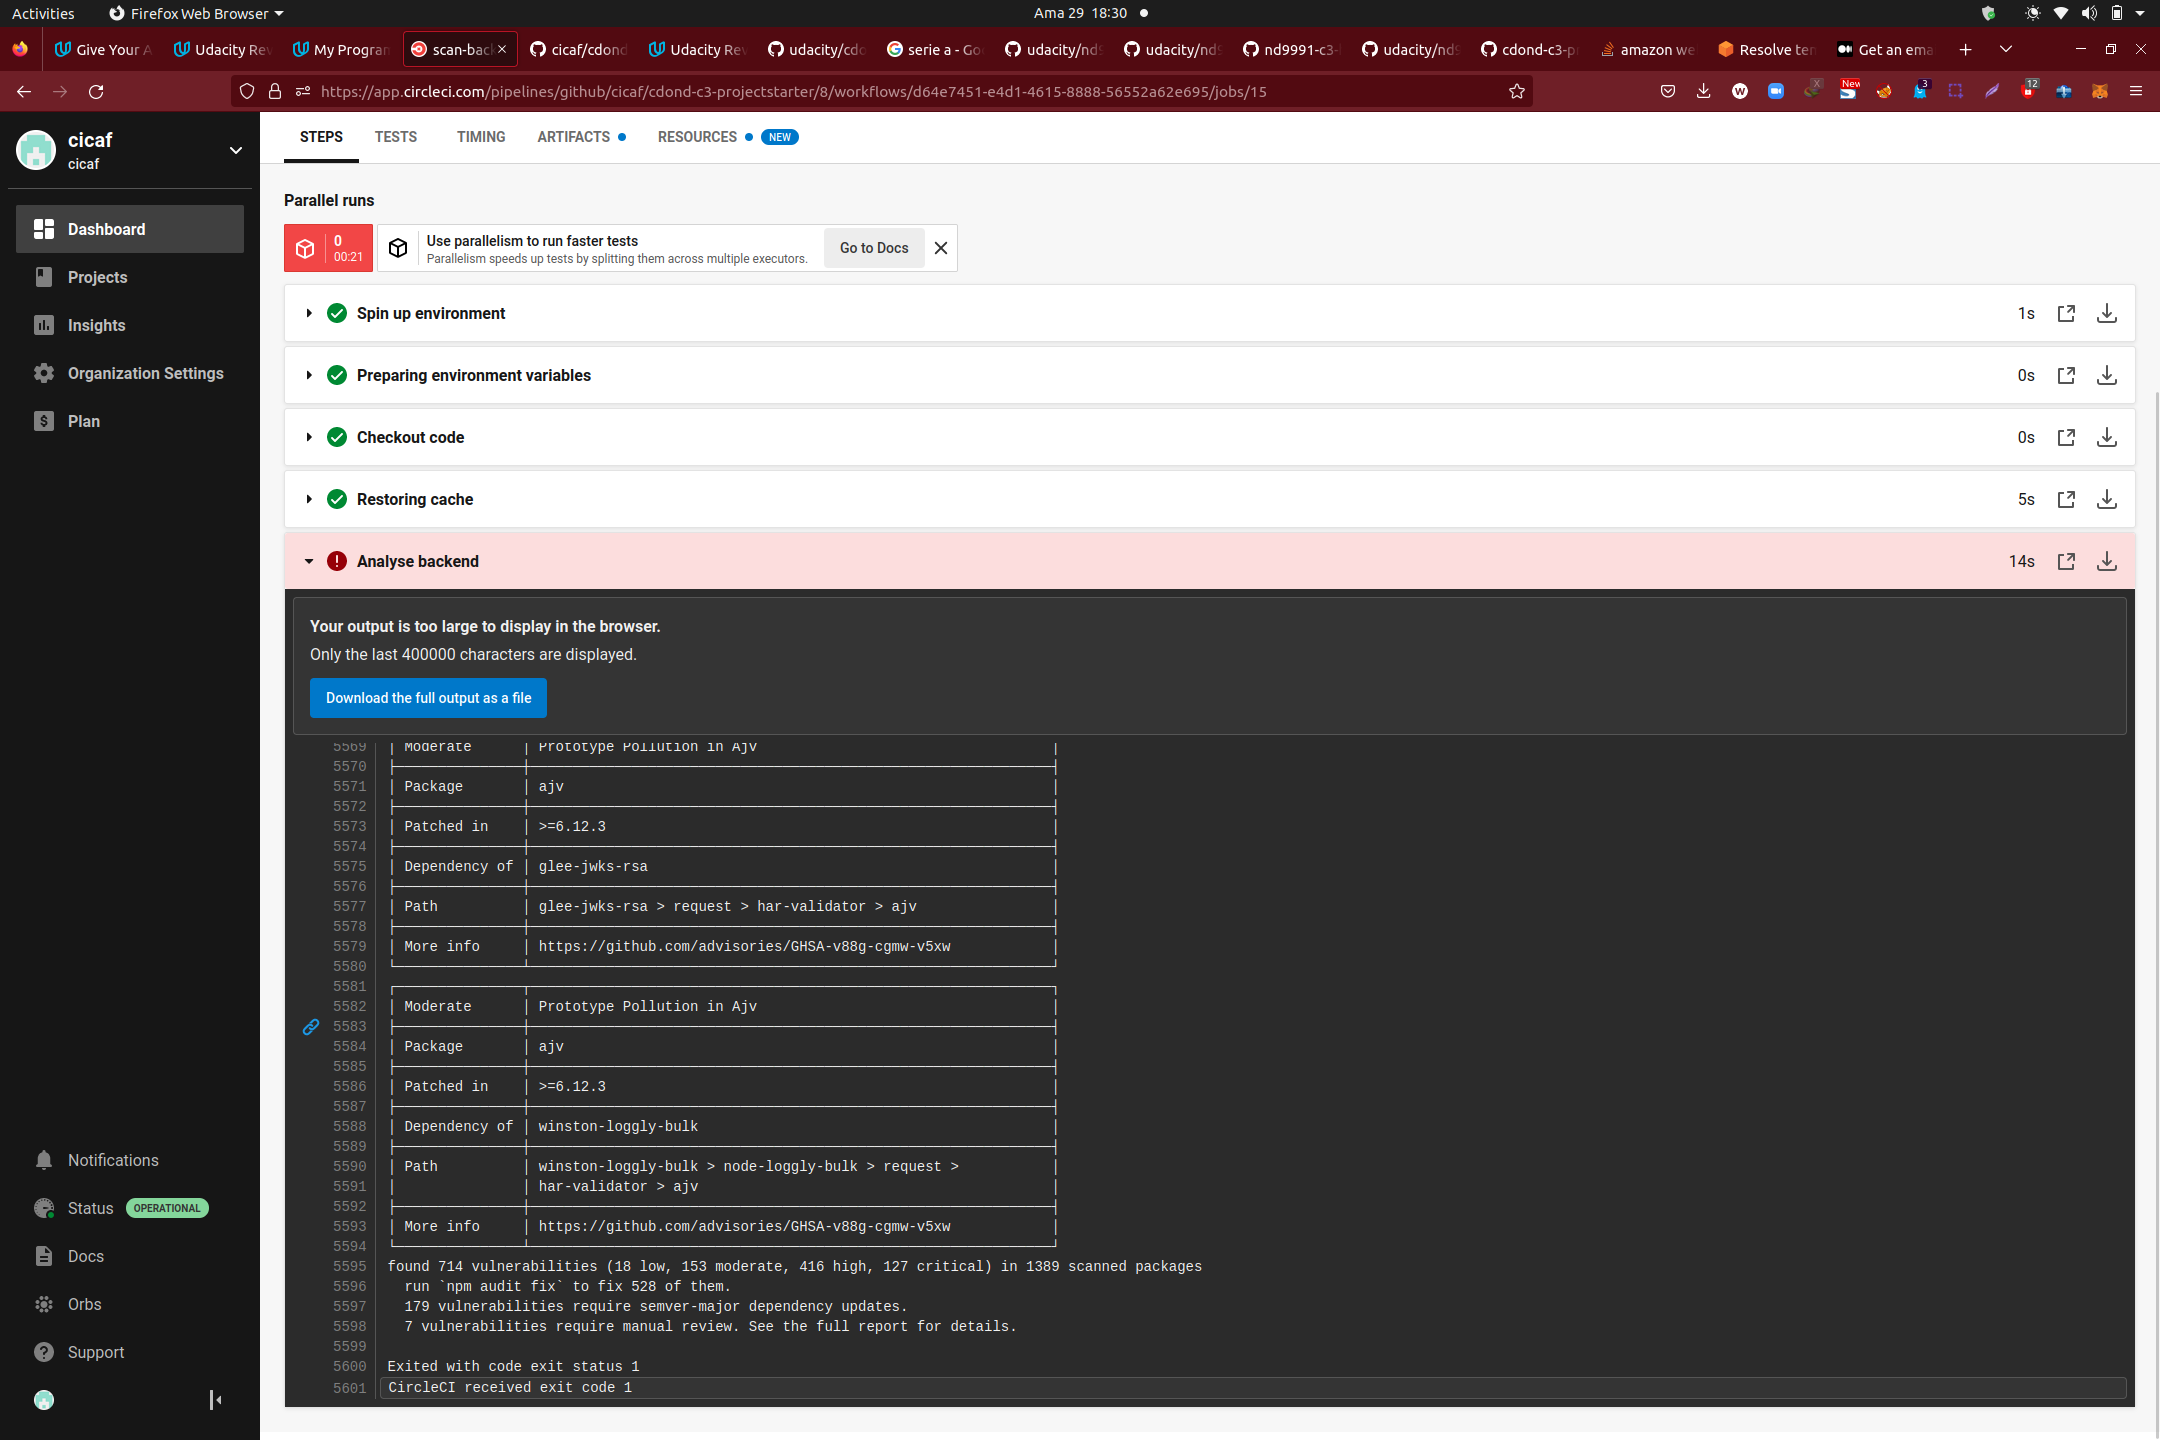 Activities
Firefox Web Browser
Ama 29 18:30
Give Your A
Udacity Rev
My Program
scan-back
cicaf/cdond
Udacity Rev
udacity/cdo
serie a - Go
udacity/nd9
udacity/nd9
nd9991-c3-
udacity/nd9
cdond-c3-pr
amazon we
Resolve ten
Get an ema
https://app.circleci.com/pipelines/github/cicaf/cdond-c3-projectstarter/8/workflows/d64e7451-e4d1-4615-8888-56552a62e695/jobs/15
New
3
12
cicaf
cicaf
Dashboard
Projects
Insights
Organization Settings
Plan
Notifications
Status OPERATIONAL
Docs
Orbs
Support
STEPS
TESTS
TIMING
ARTIFACTS
RESOURCES
NEW
Parallel runs
0
00:21
Use parallelism to run faster tests
Parallelism speeds up tests by splitting them across multiple executors.
Go to Docs
Spin up environment 1s
Preparing environment variables 0s
Checkout code 0s
Restoring cache 5s
Analyse backend 14s
Your output is too large to display in the browser.
Only the last 400000 characters are displayed.
Download the full output as a file
5569 Moderate Prototype Pollution in Ajv
5570
5571 Package ajv
5572
5573 Patched in >=6.12.3
5574
5575 Dependency of glee-jwks-rsa
5576
5577 Path glee-jwks-rsa > request > har-validator > ajv
5578
5579 More info https://github.com/advisories/GHSA-v88g-cgmw-v5xw
5580
5581
5582 Moderate Prototype Pollution in Ajv
5583
5584 Package ajv
5585
5586 Patched in >=6.12.3
5587
5588 Dependency of winston-loggly-bulk
5589
5590 Path winston-loggly-bulk > node-loggly-bulk > request >
5591 har-validator > ajv
5592
5593 More info https://github.com/advisories/GHSA-v88g-cgmw-v5xw
5594
5595 found 714 vulnerabilities (18 low, 153 moderate, 416 high, 127 critical) in 1389 scanned packages
5596 run `npm audit fix` to fix 528 of them.
5597 179 vulnerabilities require semver-major dependency updates.
5598 7 vulnerabilities require manual review. See the full report for details.
5599
5600 Exited with code exit status 1
5601 CircleCI received exit code 1